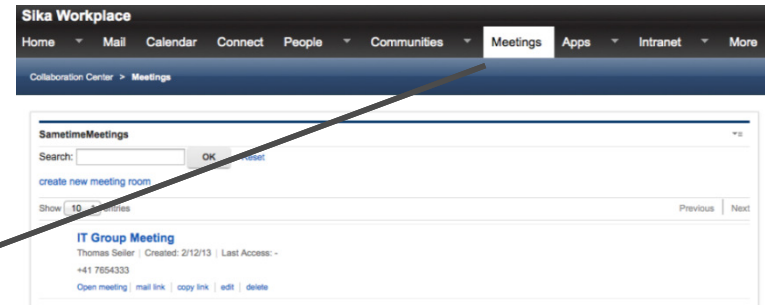 Sika Workplace
Home Mail Calendar Connect People Communities Meetings Apps Intranet More
Collaboration Center > Meetings
SametimeMeetings
Search: OK Reset
create new meeting room
Show 10 entries Previous | Next
IT Group Meeting
Thomas Seiler | Created: 2/12/13 | Last Access: -
+41 7654333
Open meeting | mail link | copy link | edit | delete